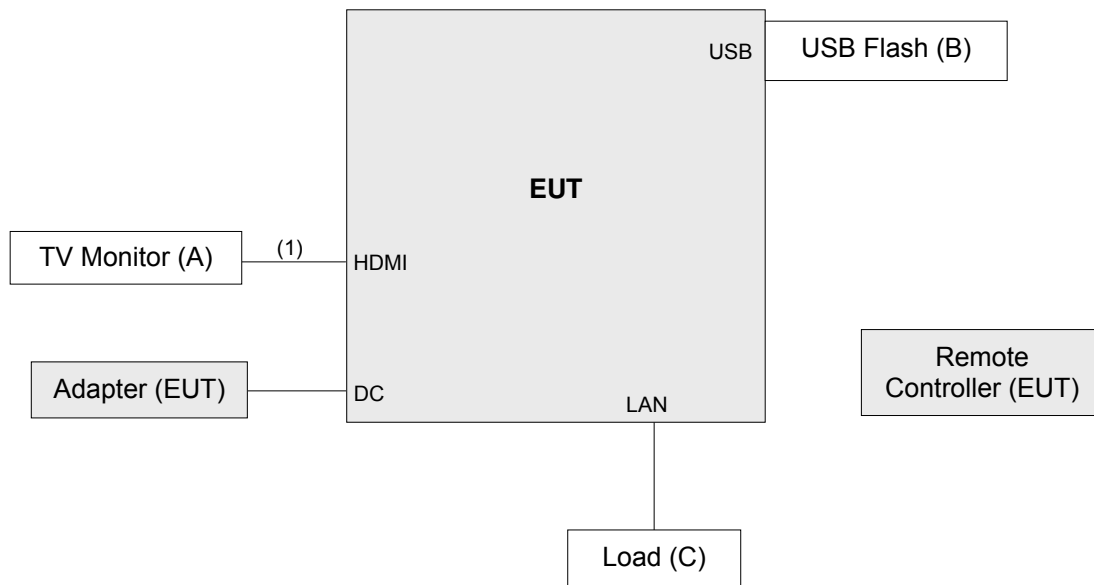 USB
USB Flash (B)
EUT
TV Monitor (A)
(1)
HDMI
Adapter (EUT)
DC
LAN
Remote
Controller (EUT)
Load (C)